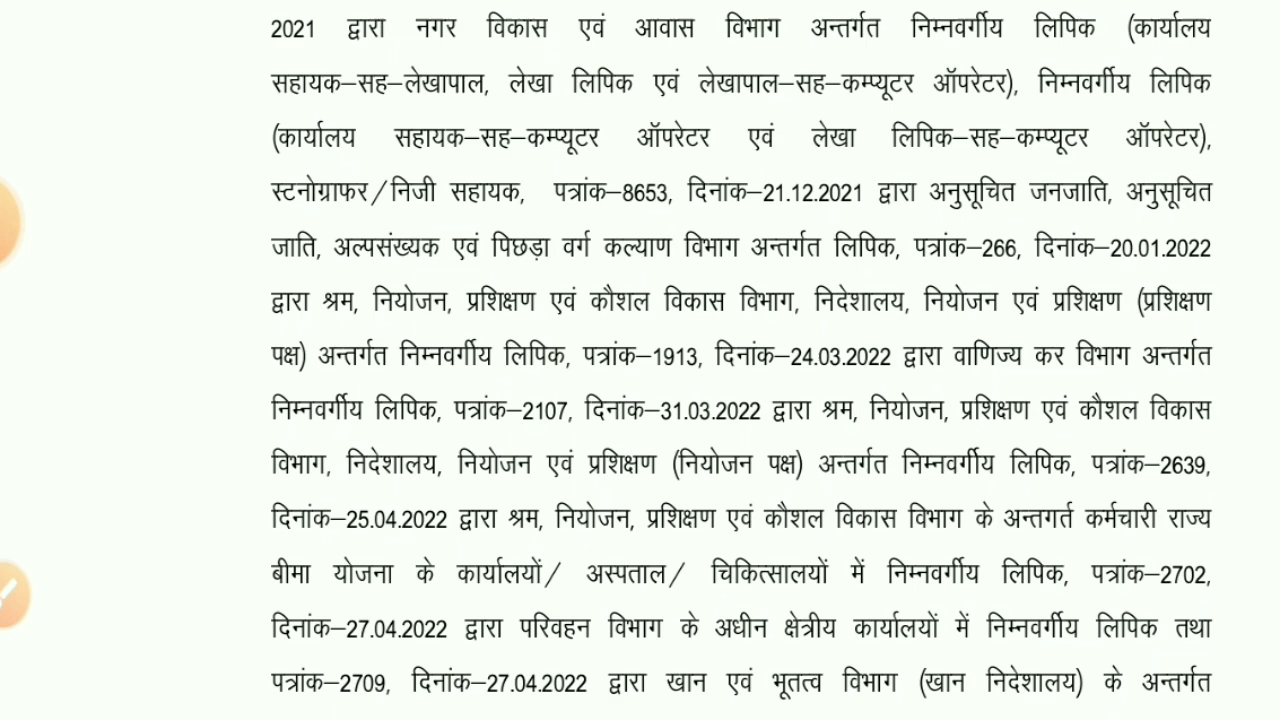 2021 द्वारा नगर विकास एवं आवास विभाग अन्तर्गत निम्नवर्गीय लिपिक (कार्यालय
सहायक–सह–लेखापाल, लेखा लिपिक एवं लेखापाल–सह–कम्प्यूटर ऑपरेटर), निम्नवर्गीय लिपिक
(कार्यालय सहायक–सह–कम्प्यूटर ऑपरेटर एवं लेखा लिपिक–सह–कम्प्यूटर ऑपरेटर),
स्टनोग्राफर/निजी सहायक, पत्रांक–8653, दिनांक–21.12.2021 द्वारा अनुसूचित जनजाति, अनुसूचित
जाति, अल्पसंख्यक एवं पिछड़ा वर्ग कल्याण विभाग अन्तर्गत लिपिक, पत्रांक–266, दिनांक–20.01.2022
द्वारा श्रम, नियोजन, प्रशिक्षण एवं कौशल विकास विभाग, निदेशालय, नियोजन एवं प्रशिक्षण (प्रशिक्षण
पक्ष) अन्तर्गत निम्नवर्गीय लिपिक, पत्रांक–1913, दिनांक–24.03.2022 द्वारा वाणिज्य कर विभाग अन्तर्गत
निम्नवर्गीय लिपिक, पत्रांक–2107, दिनांक–31.03.2022 द्वारा श्रम, नियोजन, प्रशिक्षण एवं कौशल विकास
विभाग, निदेशालय, नियोजन एवं प्रशिक्षण (नियोजन पक्ष) अन्तर्गत निम्नवर्गीय लिपिक, पत्रांक–2639,
दिनांक–25.04.2022 द्वारा श्रम, नियोजन, प्रशिक्षण एवं कौशल विकास विभाग के अन्तगर्त कर्मचारी राज्य
बीमा योजना के कार्यालयों/ अस्पताल/ चिकित्सालयों में निम्नवर्गीय लिपिक, पत्रांक–2702,
दिनांक–27.04.2022 द्वारा परिवहन विभाग के अधीन क्षेत्रीय कार्यालयों में निम्नवर्गीय लिपिक तथा
पत्रांक–2709, दिनांक–27.04.2022 द्वारा खान एवं भूतत्व विभाग (खान निदेशालय) के अन्तर्गत